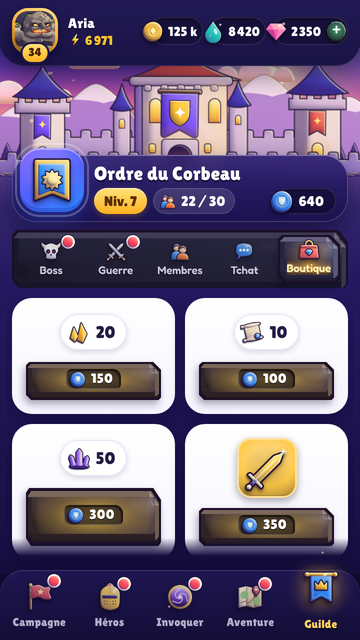 Aria
34
6 971
125 k
8420
2350
Ordre du Corbeau
Niv. 7
22 / 30
640
Boss
Guerre
Membres
Tchat
Boutique
20
10
150
100
50
300
350
Campagne
Héros
Invoquer
Aventure
Guilde